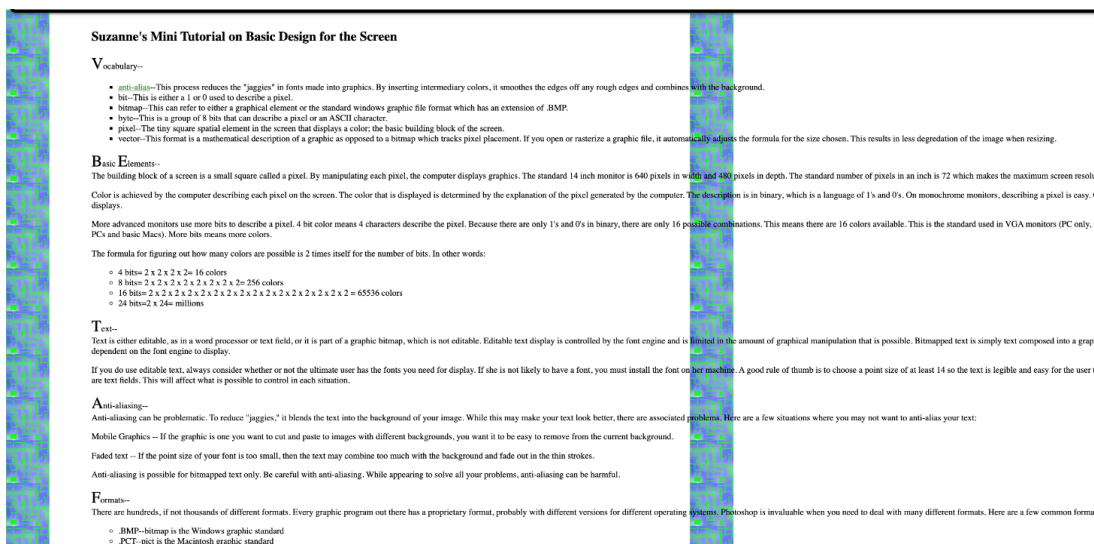 Suzanne's Mini Tutorial on Basic Design for the Screen
Vocabulary--
anti-alias--This process reduces the "jaggies" in fonts made into graphics. By inserting intermediary colors, it smoothes the edges off any rough edges and combines with the background.
bit--This is either a 1 or 0 used to describe a pixel.
bitmap--This can refer to either a graphical element or the standard windows graphic file format which has an extension of .BMP.
byte--This is a group of 8 bits that can describe a pixel or an ASCII character.
pixel--The tiny square spatial element in the screen that displays a color; the basic building block of the screen.
vector--This format is a mathematical description of a graphic as opposed to a bitmap which tracks pixel placement. If you open or rasterize a graphic file, it automatically adjusts the formula for the size chosen. This results in less degredation of the image when resizing.
Basic Elements--
The building block of a screen is a small square called a pixel. By manipulating each pixel, the computer displays graphics. The standard 14 inch monitor is 640 pixels in width and 480 pixels in depth. The standard number of pixels in an inch is 72 which makes the maximum screen resolu
Color is achieved by the computer describing each pixel on the screen. The color that is displayed is determined by the explanation of the pixel generated by the computer. The description is in binary, which is a language of 1's and 0's. On monochrome monitors, describing a pixel is easy.
displays.
More advanced monitors use more bits to describe a pixel. 4 bit color means 4 characters describe the pixel. Because there are only 1's and 0's in binary, there are only 16 possible combinations. This means there are 16 colors available. This is the standard used in VGA monitors (PC only,
PCs and basic Macs). More bits means more colors.
The formula for figuring out how many colors are possible is 2 times itself for the number of bits. In other words:
4 bits= 2 x 2 x 2 x 2= 16 colors
8 bits= 2 x 2 x 2 x 2 x 2 x 2 x 2 x 2= 256 colors
16 bits= 2 x 2 x 2 x 2 x 2 x 2 x 2 x 2 x 2 x 2 x 2 x 2 x 2 x 2 x 2 x 2 = 65536 colors
24 bits=2 x 24= millions
Text--
Text is either editable, as in a word processor or text field, or it is part of a graphic bitmap, which is not editable. Editable text display is controlled by the font engine and is limited in the amount of graphical manipulation that is possible. Bitmapped text is simply text composed into a grap
dependent on the font engine to display.
If you do use editable text, always consider whether or not the ultimate user has the fonts you need for display. If she is not likely to have a font, you must install the font on her machine. A good rule of thumb is to choose a point size of at least 14 so the text is legible and easy for the user
are text fields. This will affect what is possible to control in each situation.
Anti-aliasing--
Anti-aliasing can be problematic. To reduce "jaggies," it blends the text into the background of your image. While this may make your text look better, there are associated problems. Here are a few situations where you may not want to anti-alias your text:
Mobile Graphics -- If the graphic is one you want to cut and paste to images with different backgrounds, you want it to be easy to remove from the current background.
Faded text -- If the point size of your font is too small, then the text may combine too much with the background and fade out in the thin strokes.
Anti-aliasing is possible for bitmapped text only. Be careful with anti-aliasing. While appearing to solve all your problems, anti-aliasing can be harmful.
Formats--
There are hundreds, if not thousands of different formats. Every graphic program out there has a proprietary format, probably with different versions for different operating systems. Photoshop is invaluable when you need to deal with many different formats. Here are a few common forma
.BMP--bitmap is the Windows graphic standard
.PCT--pict is the Macintosh graphic standard